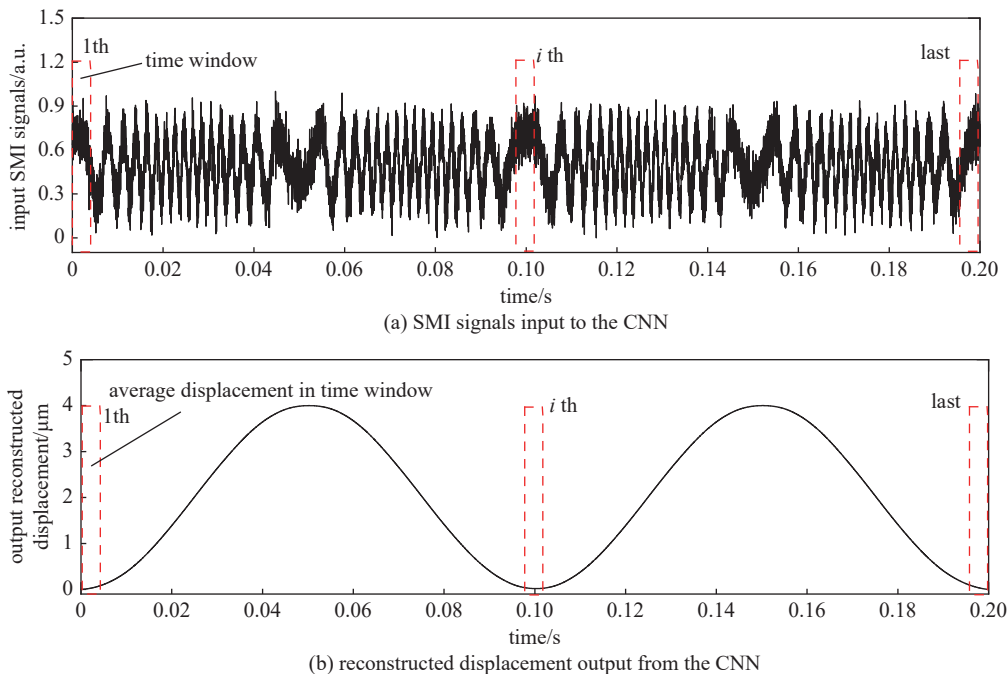 1.5
1.2
0.9
0.6
0.3
0
input SMI signals/a.u.
1th
time window
i th
last
0 0.02 0.04 0.06 0.08 0.10 0.12 0.14 0.16 0.18 0.20
time/s
(a) SMI signals input to the CNN
5
4
3
2
1
0
output reconstructed
displacement/μm
average displacement in time window
1th
i th
last
0 0.02 0.04 0.06 0.08 0.10 0.12 0.14 0.16 0.18 0.20
time/s
(b) reconstructed displacement output from the CNN